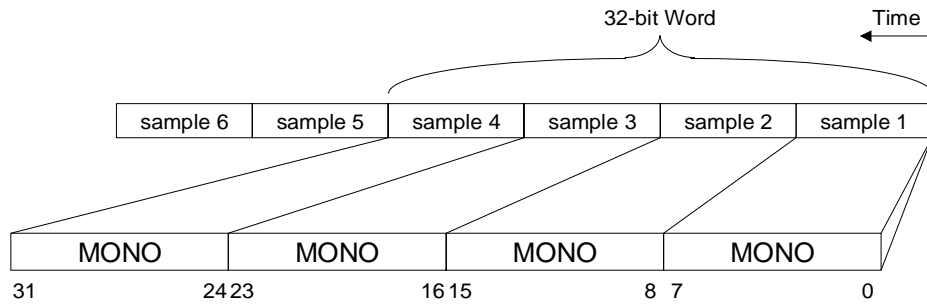 32-bit Word
Time
sample 6 sample 5 sample 4 sample 3 sample 2 sample 1
MONO MONO MONO MONO
31 24 23 16 15 8 7 0